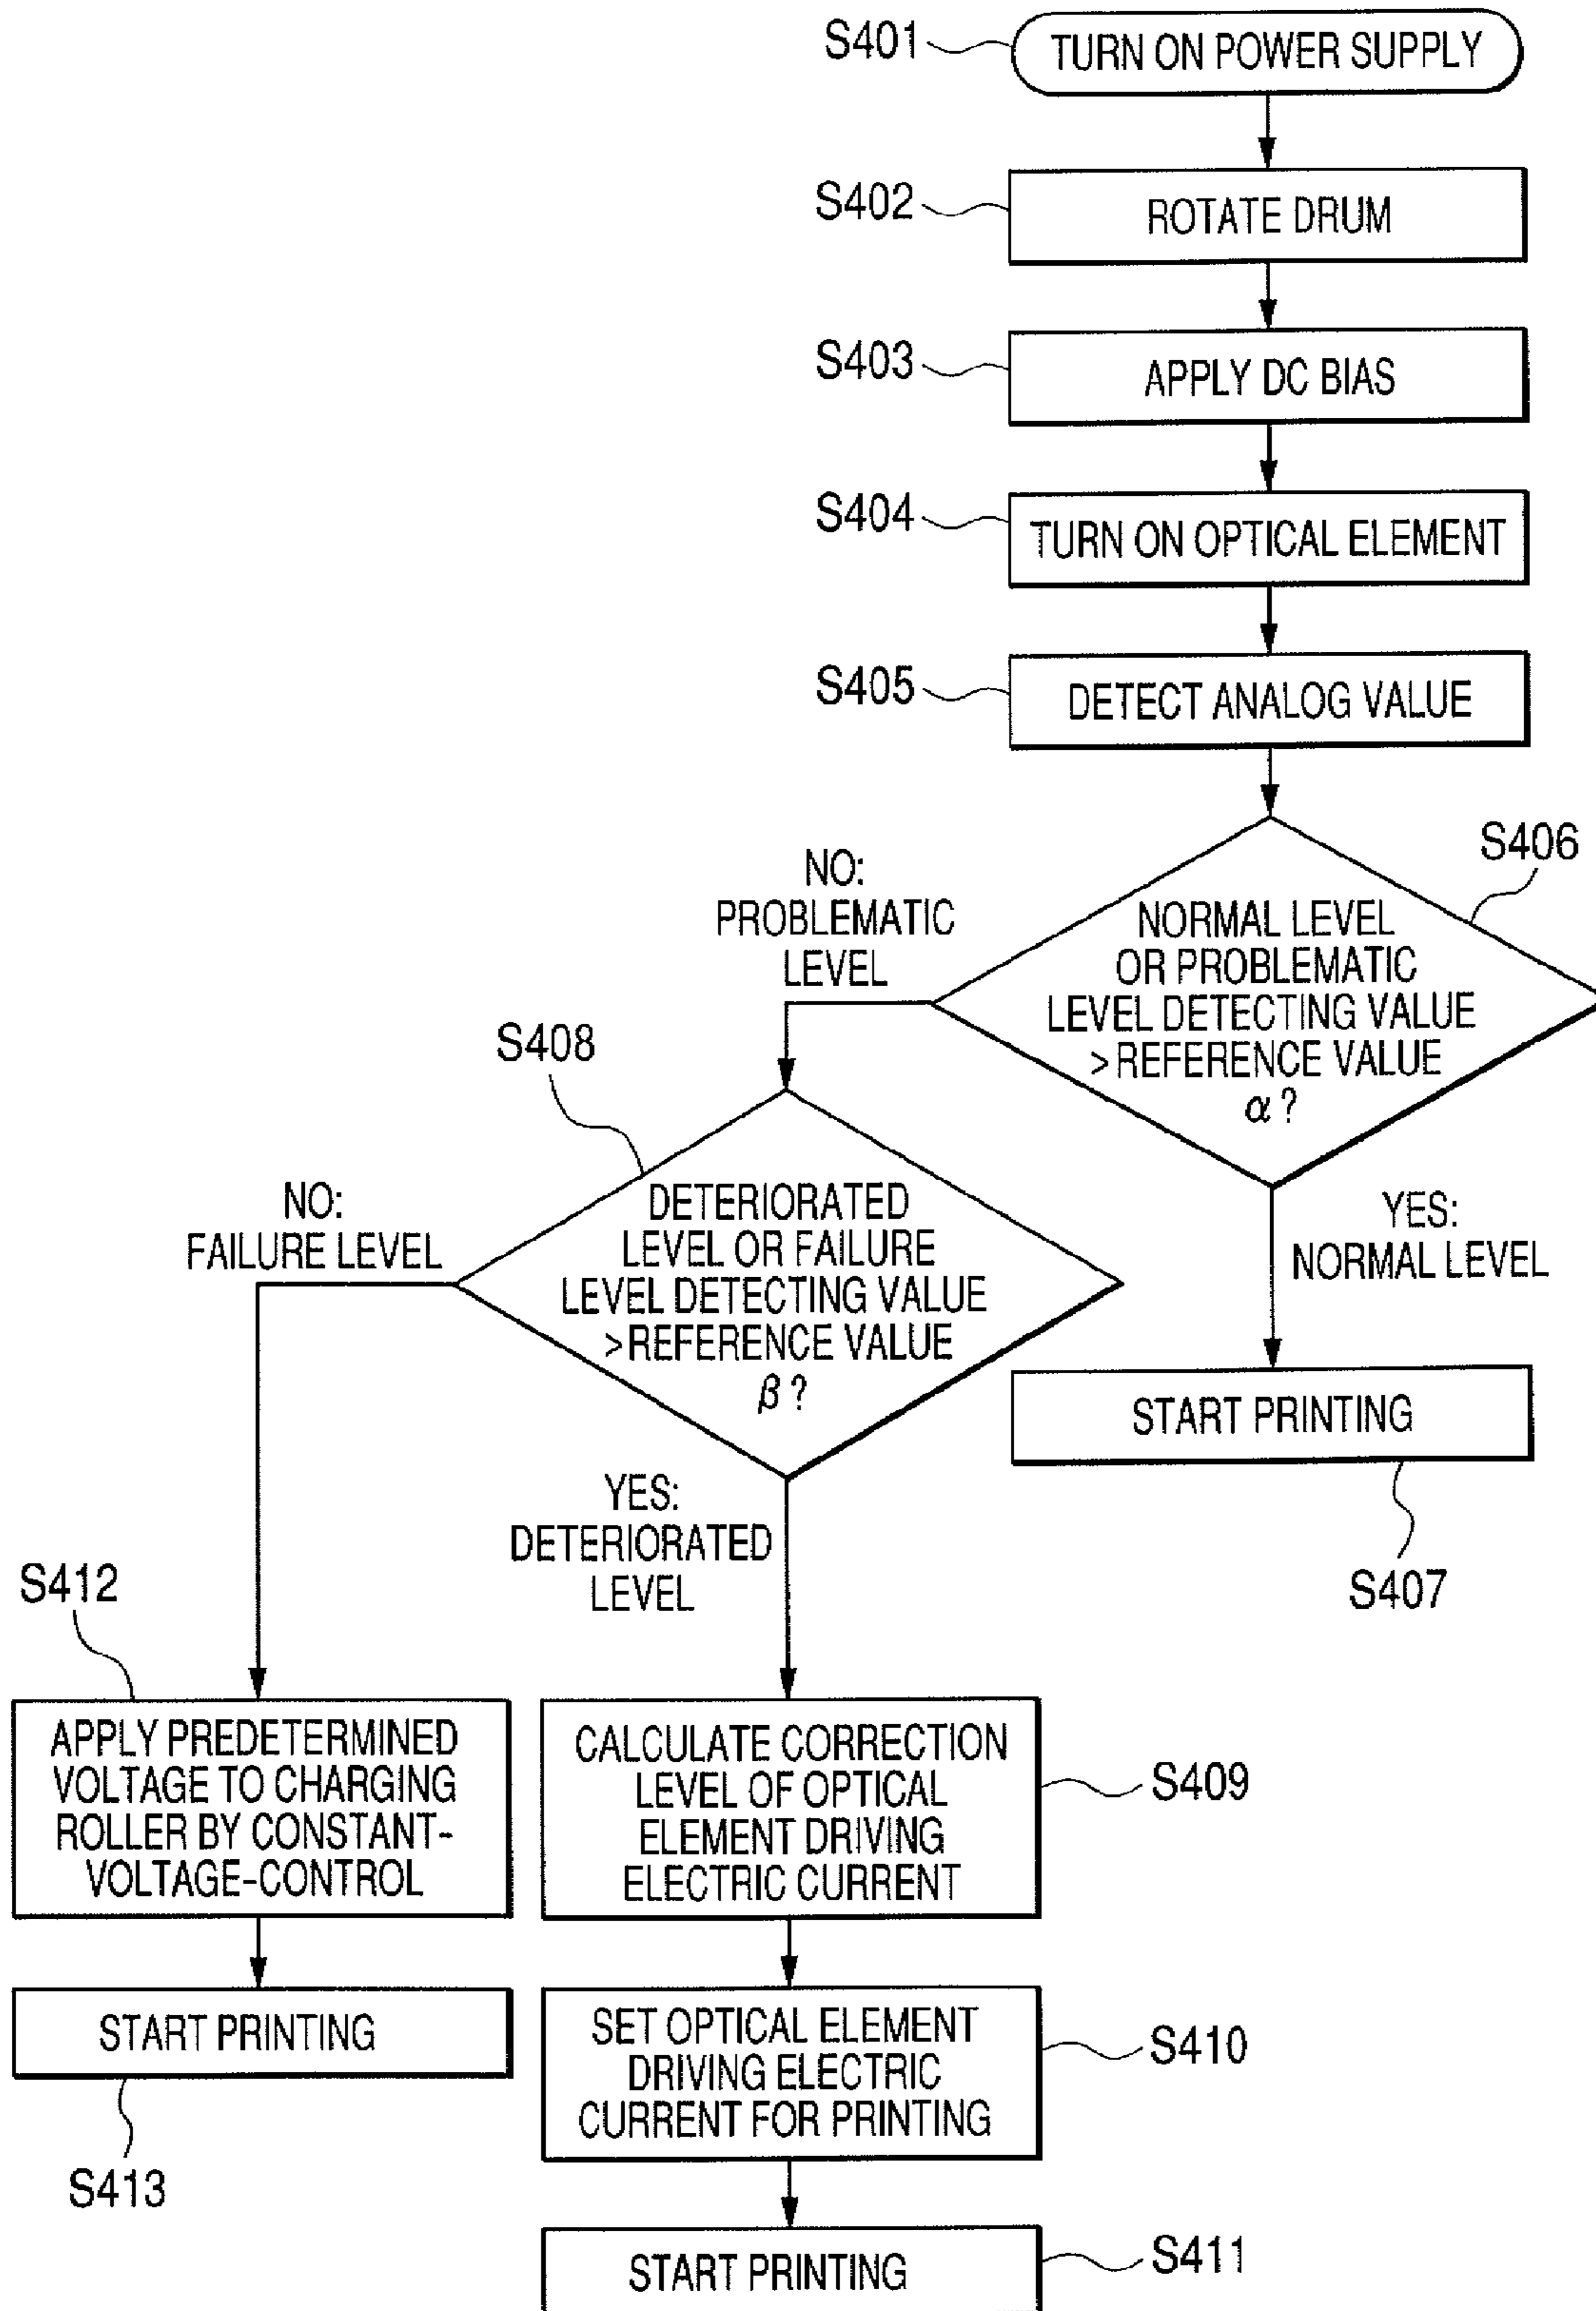 S401
TURN ON POWER SUPPLY
S402
ROTATE DRUM
S403
APPLY DC BIAS
S404
TURN ON OPTICAL ELEMENT
S405
DETECT ANALOG VALUE
S406
NORMAL LEVEL
OR PROBLEMATIC
LEVEL DETECTING VALUE
>REFERENCE VALUE
α?
NO:
PROBLEMATIC
LEVEL
YES:
NORMAL LEVEL
START PRINTING
S407
S408
DETERIORATED
LEVEL OR FAILURE
LEVEL DETECTING VALUE
>REFERENCE VALUE
β?
NO:
FAILURE LEVEL
YES:
DETERIORATED
LEVEL
S412
APPLY PREDETERMINED
VOLTAGE TO CHARGING
ROLLER BY CONSTANT-
VOLTAGE-CONTROL
START PRINTING
S413
CALCULATE CORRECTION
LEVEL OF OPTICAL
ELEMENT DRIVING
ELECTRIC CURRENT
S409
SET OPTICAL ELEMENT
DRIVING ELECTRIC
CURRENT FOR PRINTING
S410
START PRINTING
S411